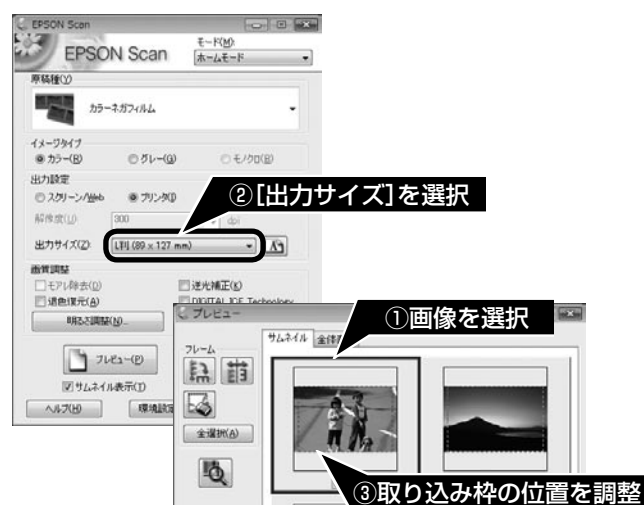 EPSON Scan
EPSON Scan
モード(M):
ホームモード
原稿種(Y)
カラーネガフィルム
イメージタイプ
カラー(R)
グレー(G)
モノクロ(B)
出力設定
スクリーン/Web
プリンタ(I)
②[出力サイズ]を選択
解像度(U)
300
dpi
出力サイズ(Z)
L判 (89 x 127 mm)
画質調整
モアレ除去(D)
逆光補正(K)
退色復元(A)
DIGITAL ICE Technology
明るさ調整(N)...
プレビュー
①画像を選択
サムネイル
フレーム
プレビュー(P)
サムネイル表示(T)
全選択(A)
ヘルプ(H)
③取り込み枠の位置を調整